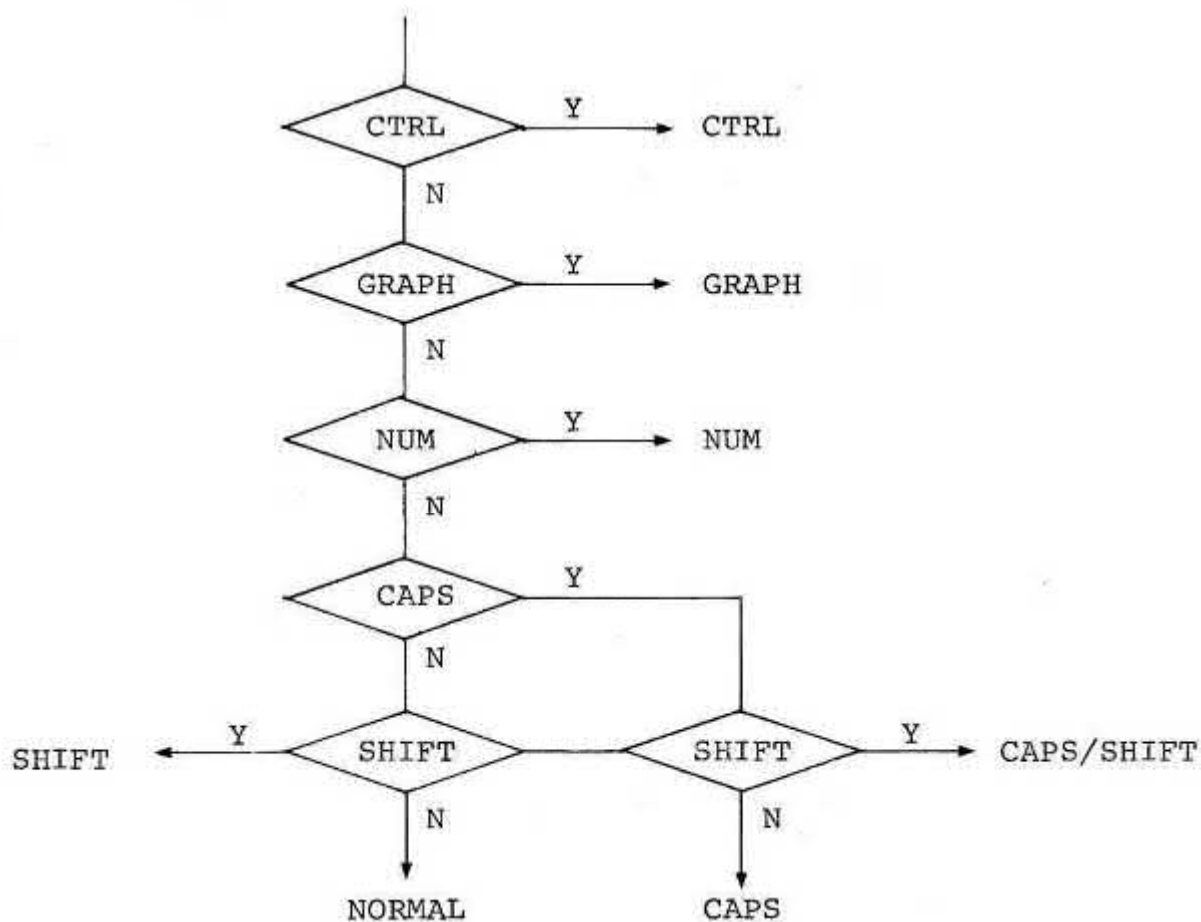 Y
CTRL CTRL
N
Y
GRAPH GRAPH
N
Y
NUM NUM
N
Y
CAPS
N
Y Y
SHIFT SHIFT SHIFT CAPS/SHIFT
N N
NORMAL CAPS